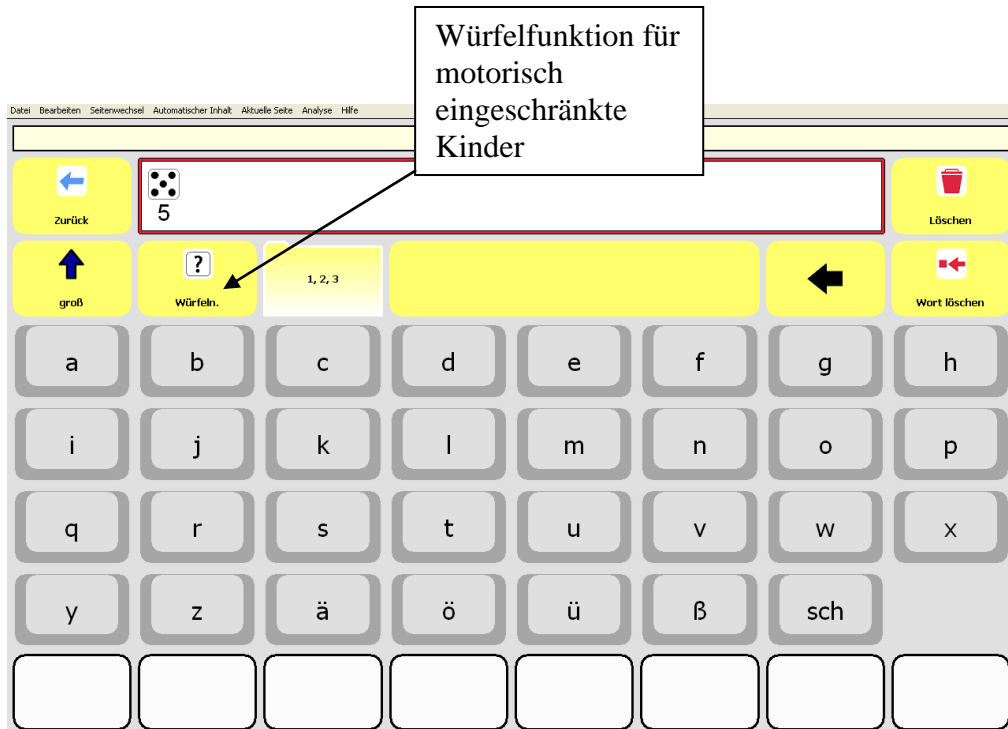 Würfelfunktion für
motorisch
eingeschränkte
Kinder
Datei Bearbeiten Seitenwechsel Automatischer Inhalt Aktuelle Seite Analyse Hilfe
Zurück
5
Löschen
groß
?
Würfeln.
1, 2, 3
Wort löschen
a b c d e f g h
i j k l m n o p
q r s t u v w x
y z ä ö ü ß sch